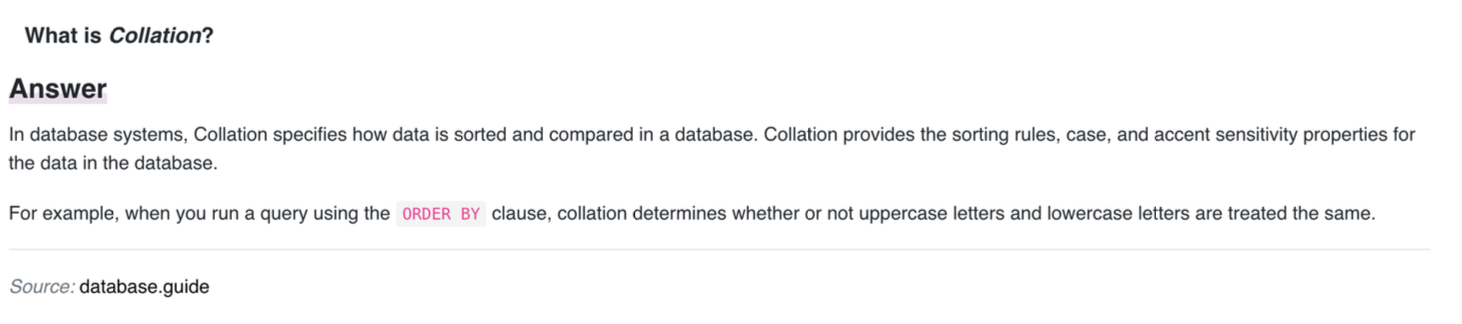 What is Collation?
Answer
In database systems, Collation specifies how data is sorted and compared in a database. Collation provides the sorting rules, case, and accent sensitivity properties for
the data in the database.
For example, when you run a query using the ORDER BY clause, collation determines whether or not uppercase letters and lowercase letters are treated the same.
Source: database.guide